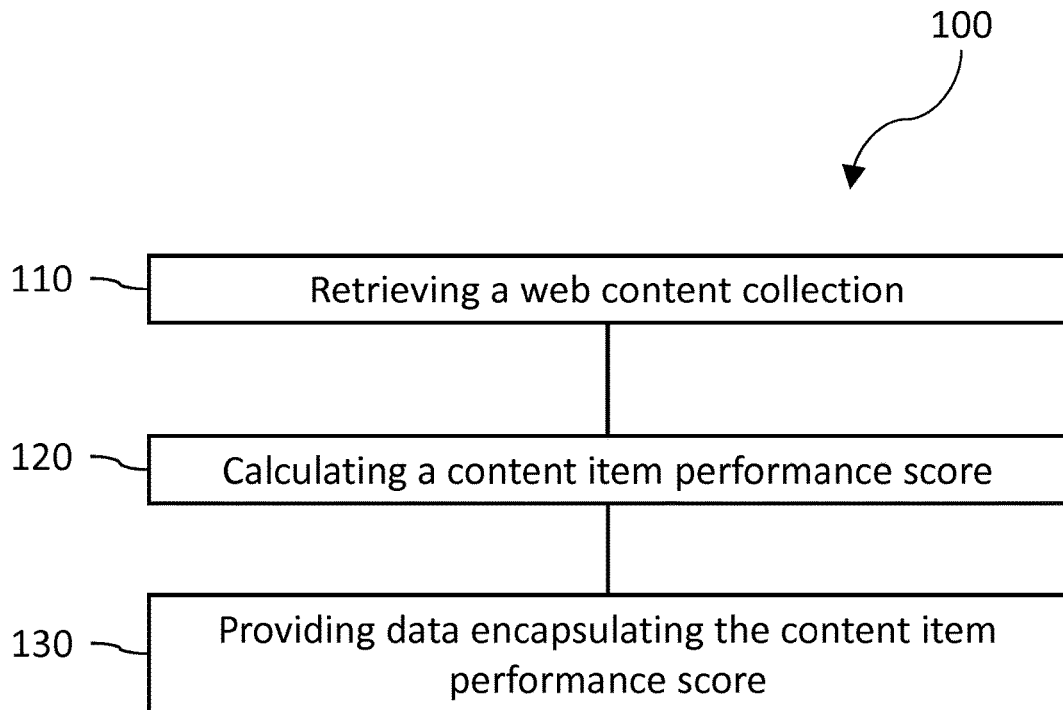 100
110
Retrieving a web content collection
120
Calculating a content item performance score
130
Providing data encapsulating the content item
performance score